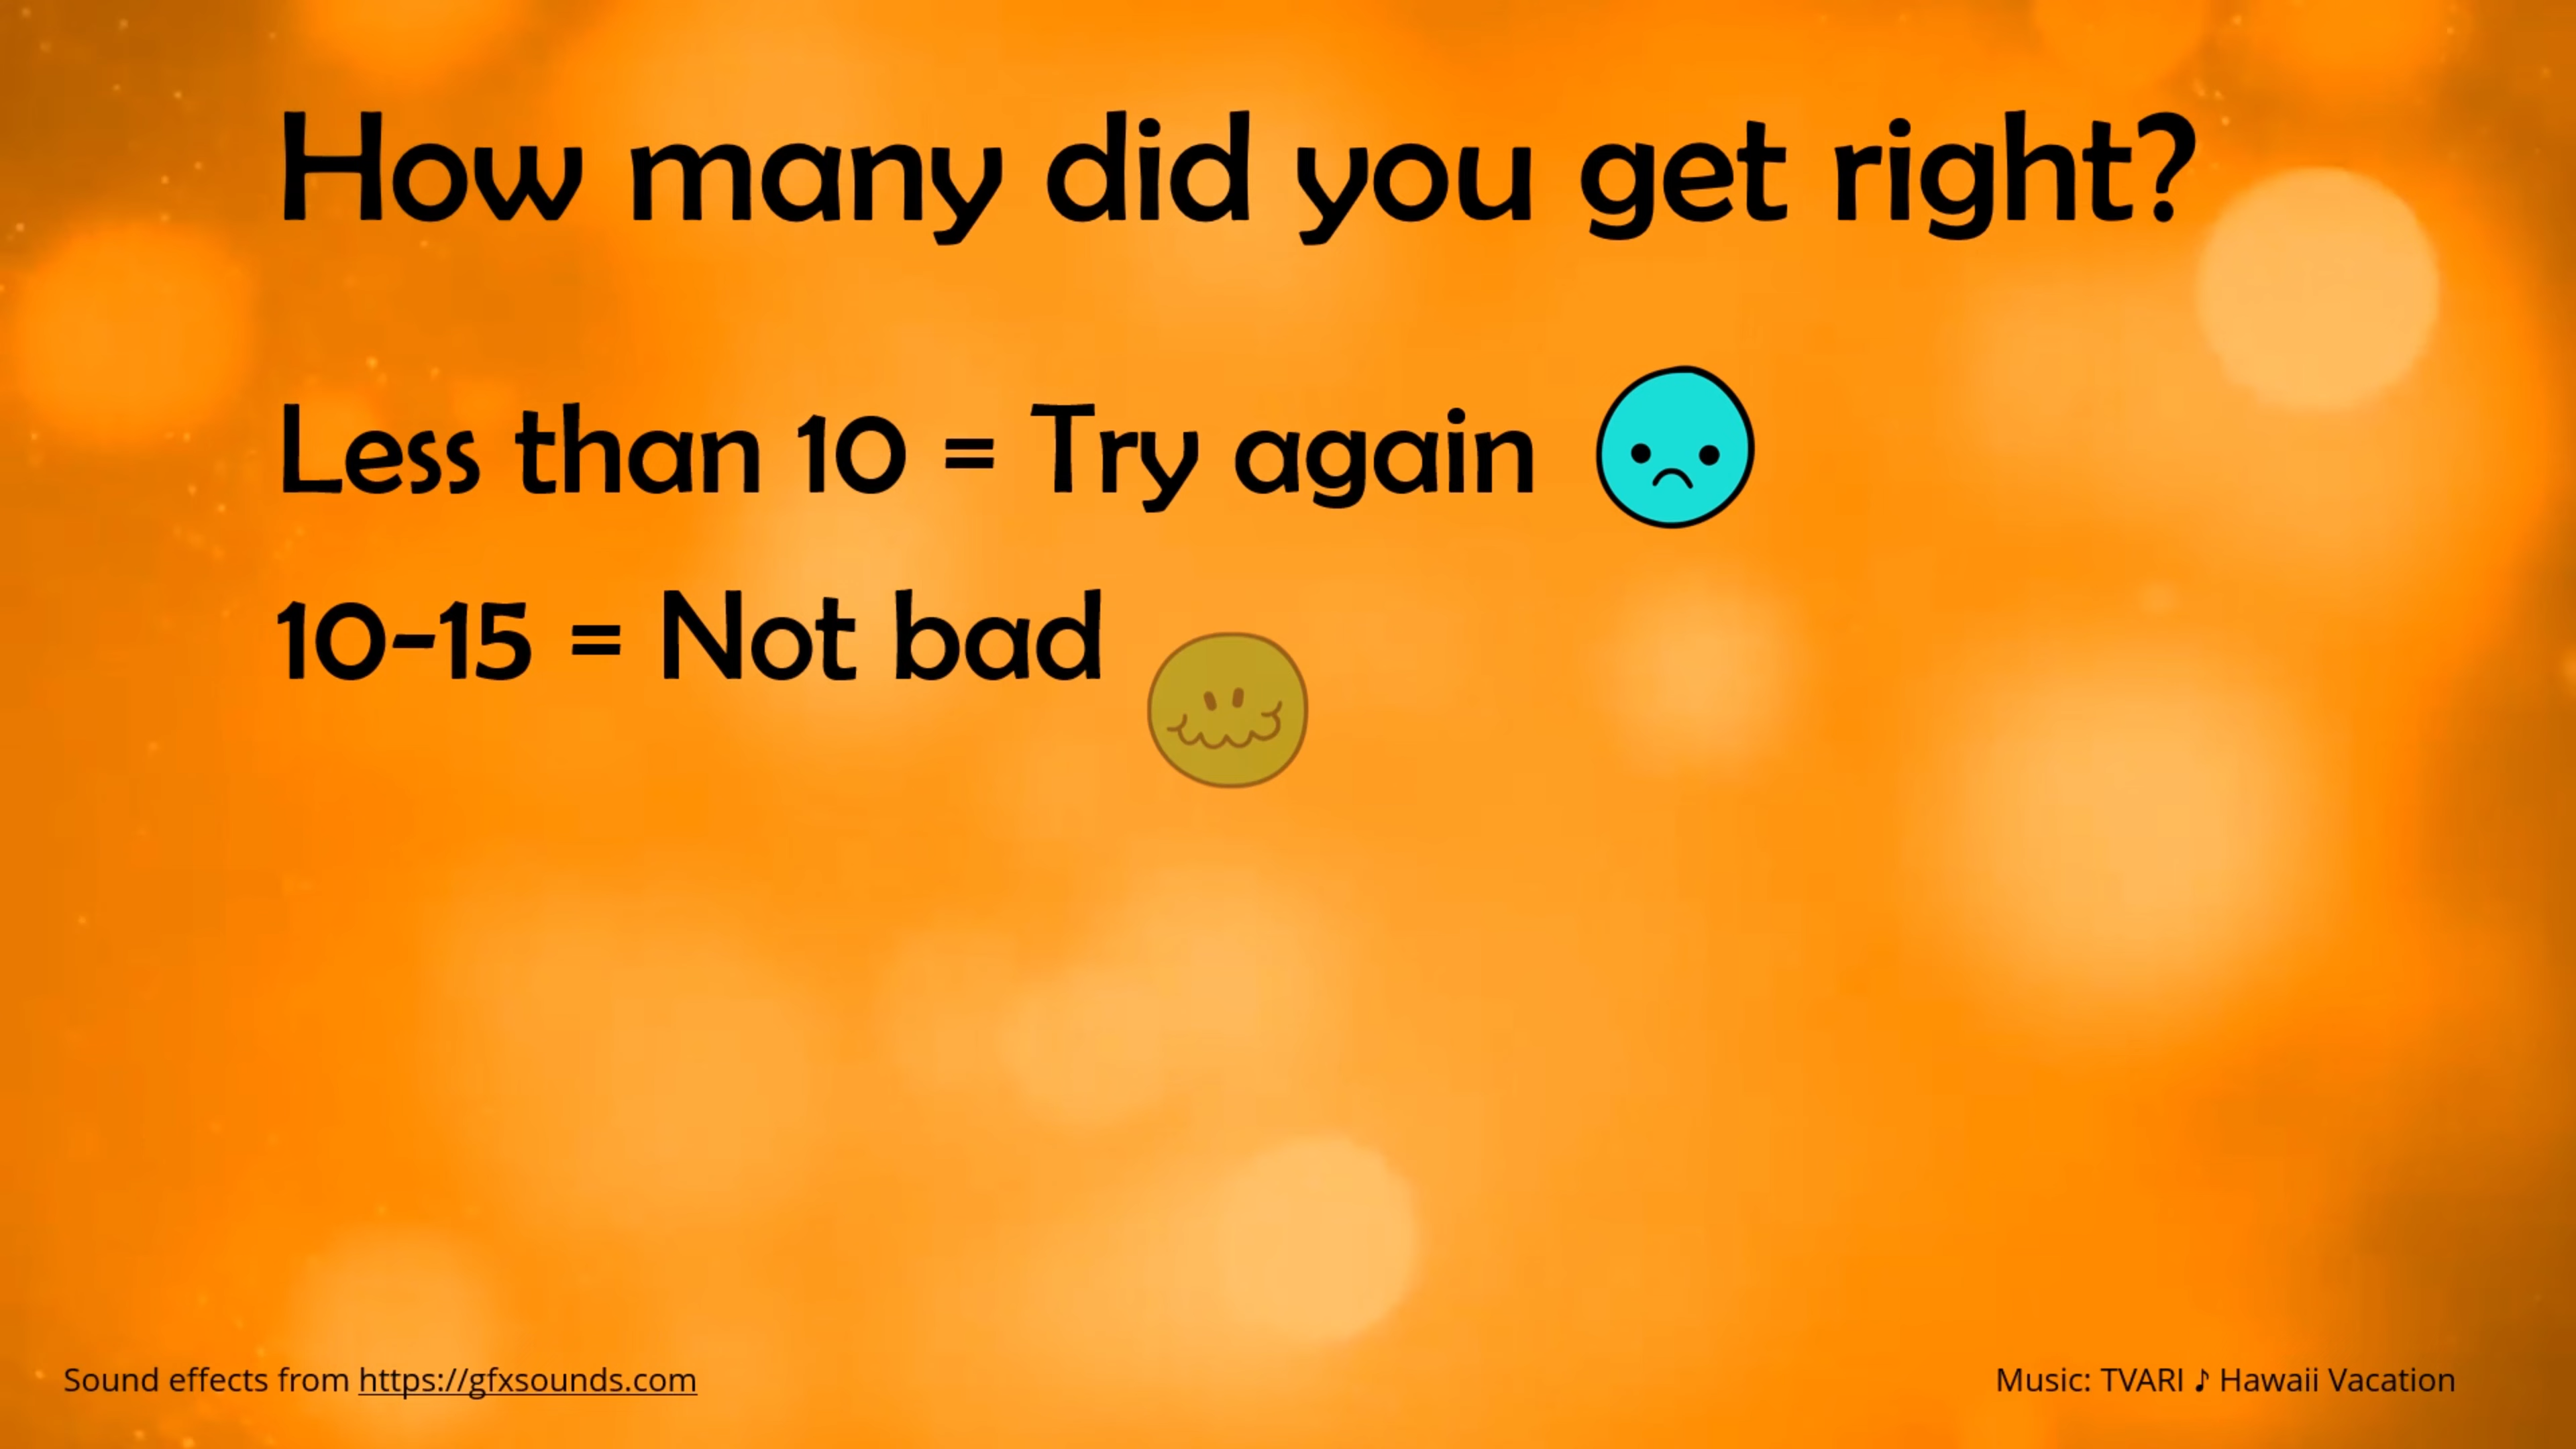 How many did you get right?
Less than 10 = Try again
10-15 = Not bad
Sound effects from https://gfxsounds.com
Music: TVARI ♪ Hawaii Vacation